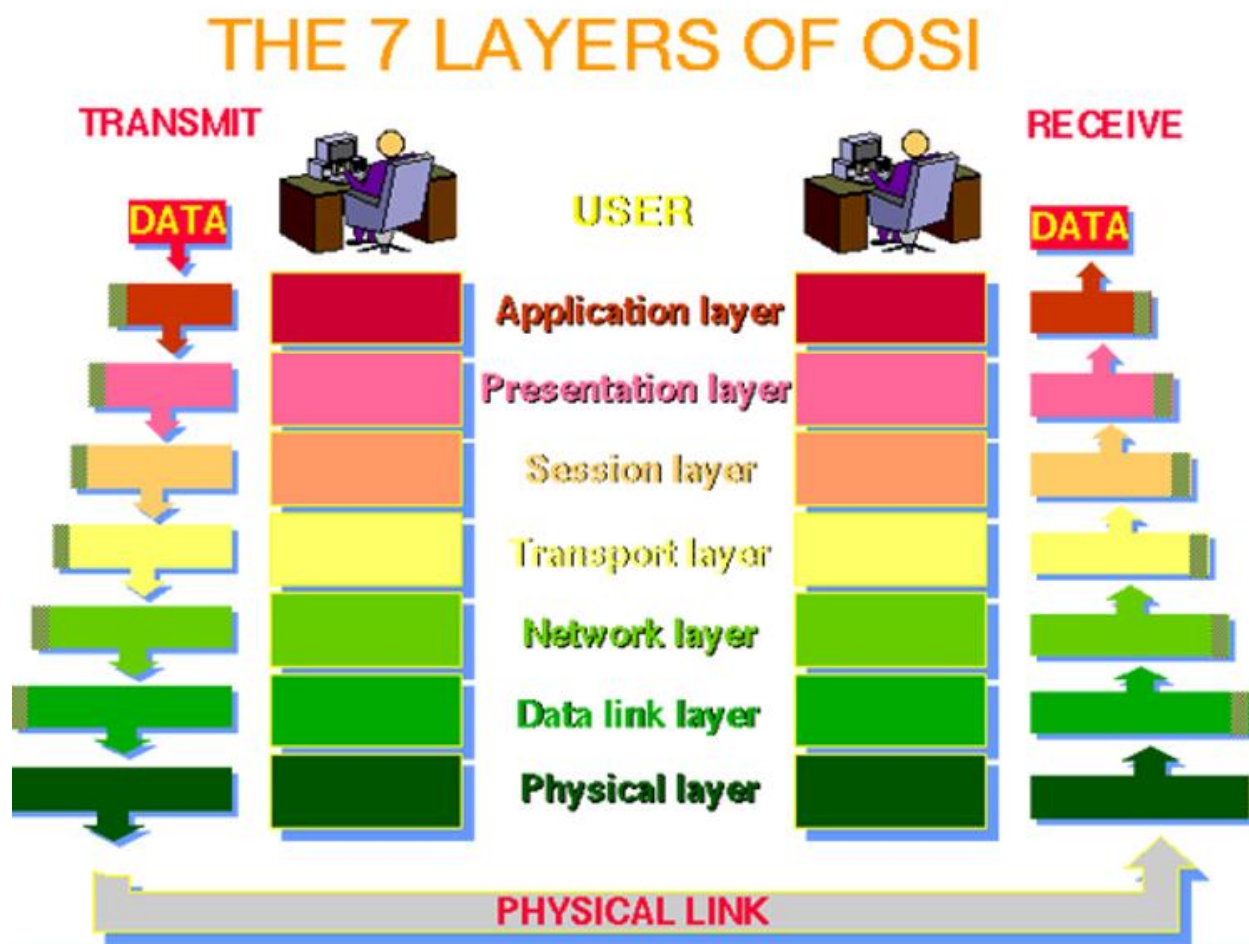 THE 7 LAYERS OF OSI
TRANSMIT
RECEIVE
DATA
USER
DATA
Application layer
Presentation layer
Session layer
Transport layer
Network layer
Data link layer
Physical layer
PHYSICAL LINK